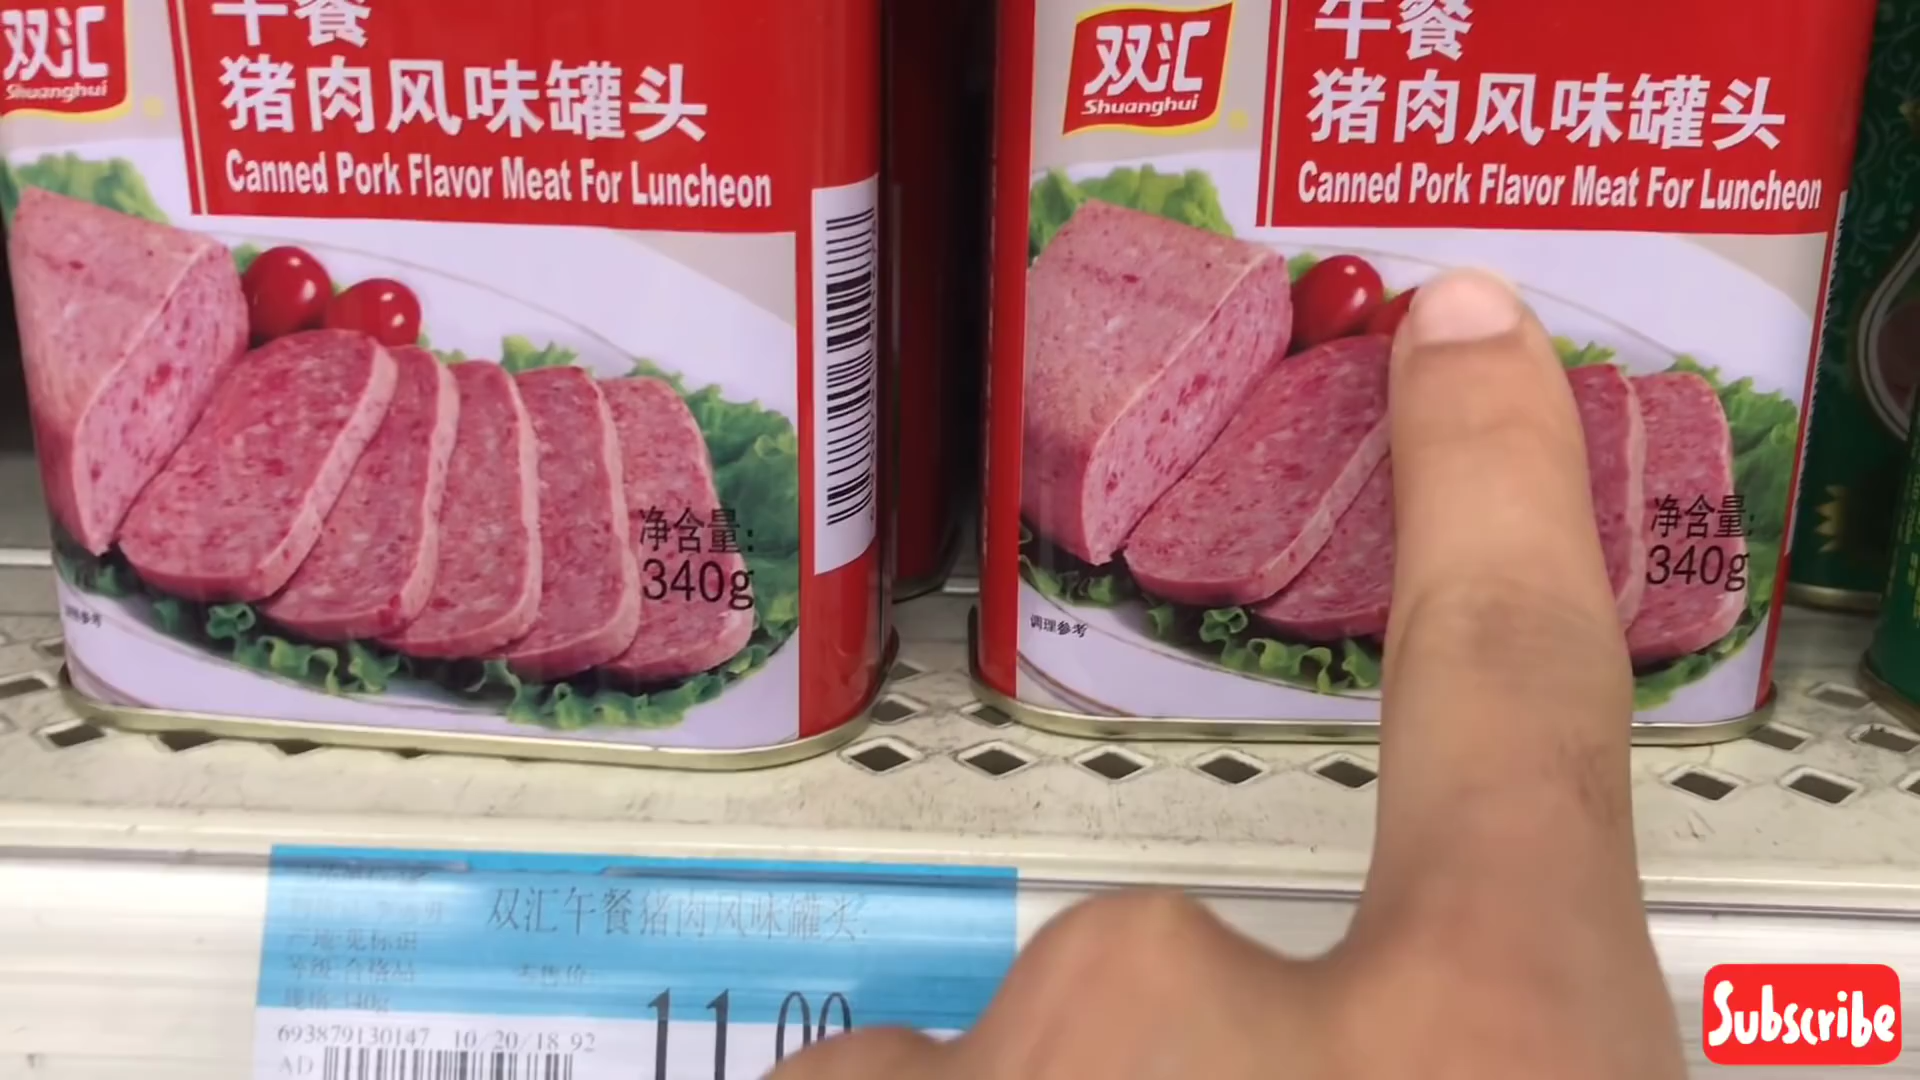 双汇
Shuanghui
午餐
猪肉风味罐头
Canned Pork Flavor Meat For Luncheon
净含量:
340g
双汇
Shuanghui
午餐
猪肉风味罐头
Canned Pork Flavor Meat For Luncheon
净含量:
340g
调理参考
双汇午餐猪肉风味罐头
693879130147 10/20/18 92
AD
Subscribe